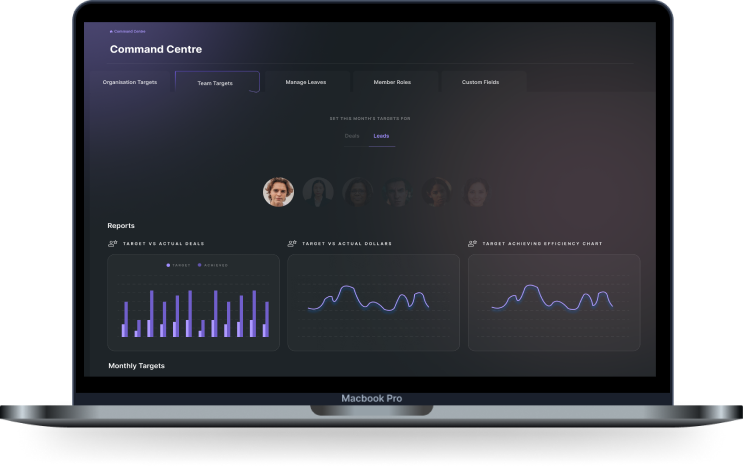 Command Centre
Command Centre
Organisation Targets
Team Targets
Manage Leaves
Member Roles
Custom Fields
SET THIS MONTH'S TARGETS FOR
Deals
Leads
Reports
TARGET VS ACTUAL DEALS
TARGET VS ACTUAL DOLLARS
TARGET ACHIEVING EFFICIENCY CHART
TARGET
ACHIEVED
Monthly Targets
Macbook Pro